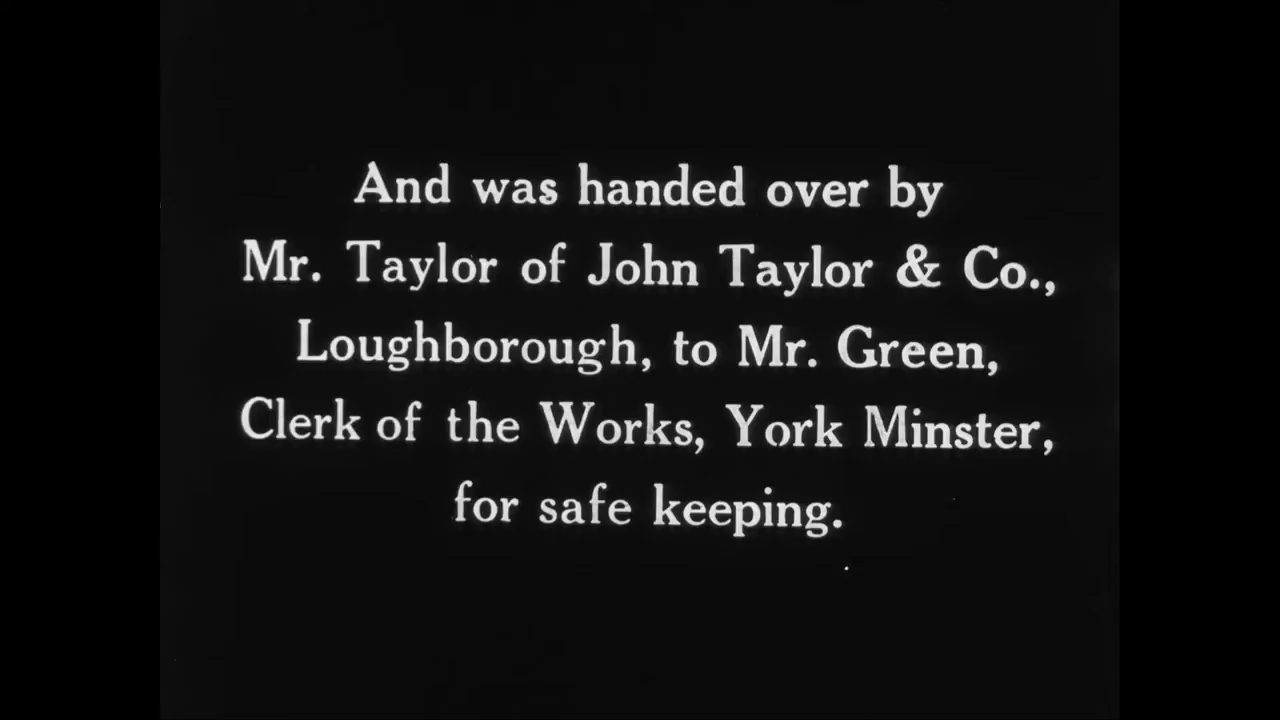 And was handed over by
Mr. Taylor of John Taylor & Co.,
Loughborough, to Mr. Green,
Clerk of the Works, York Minster,
for safe keeping.